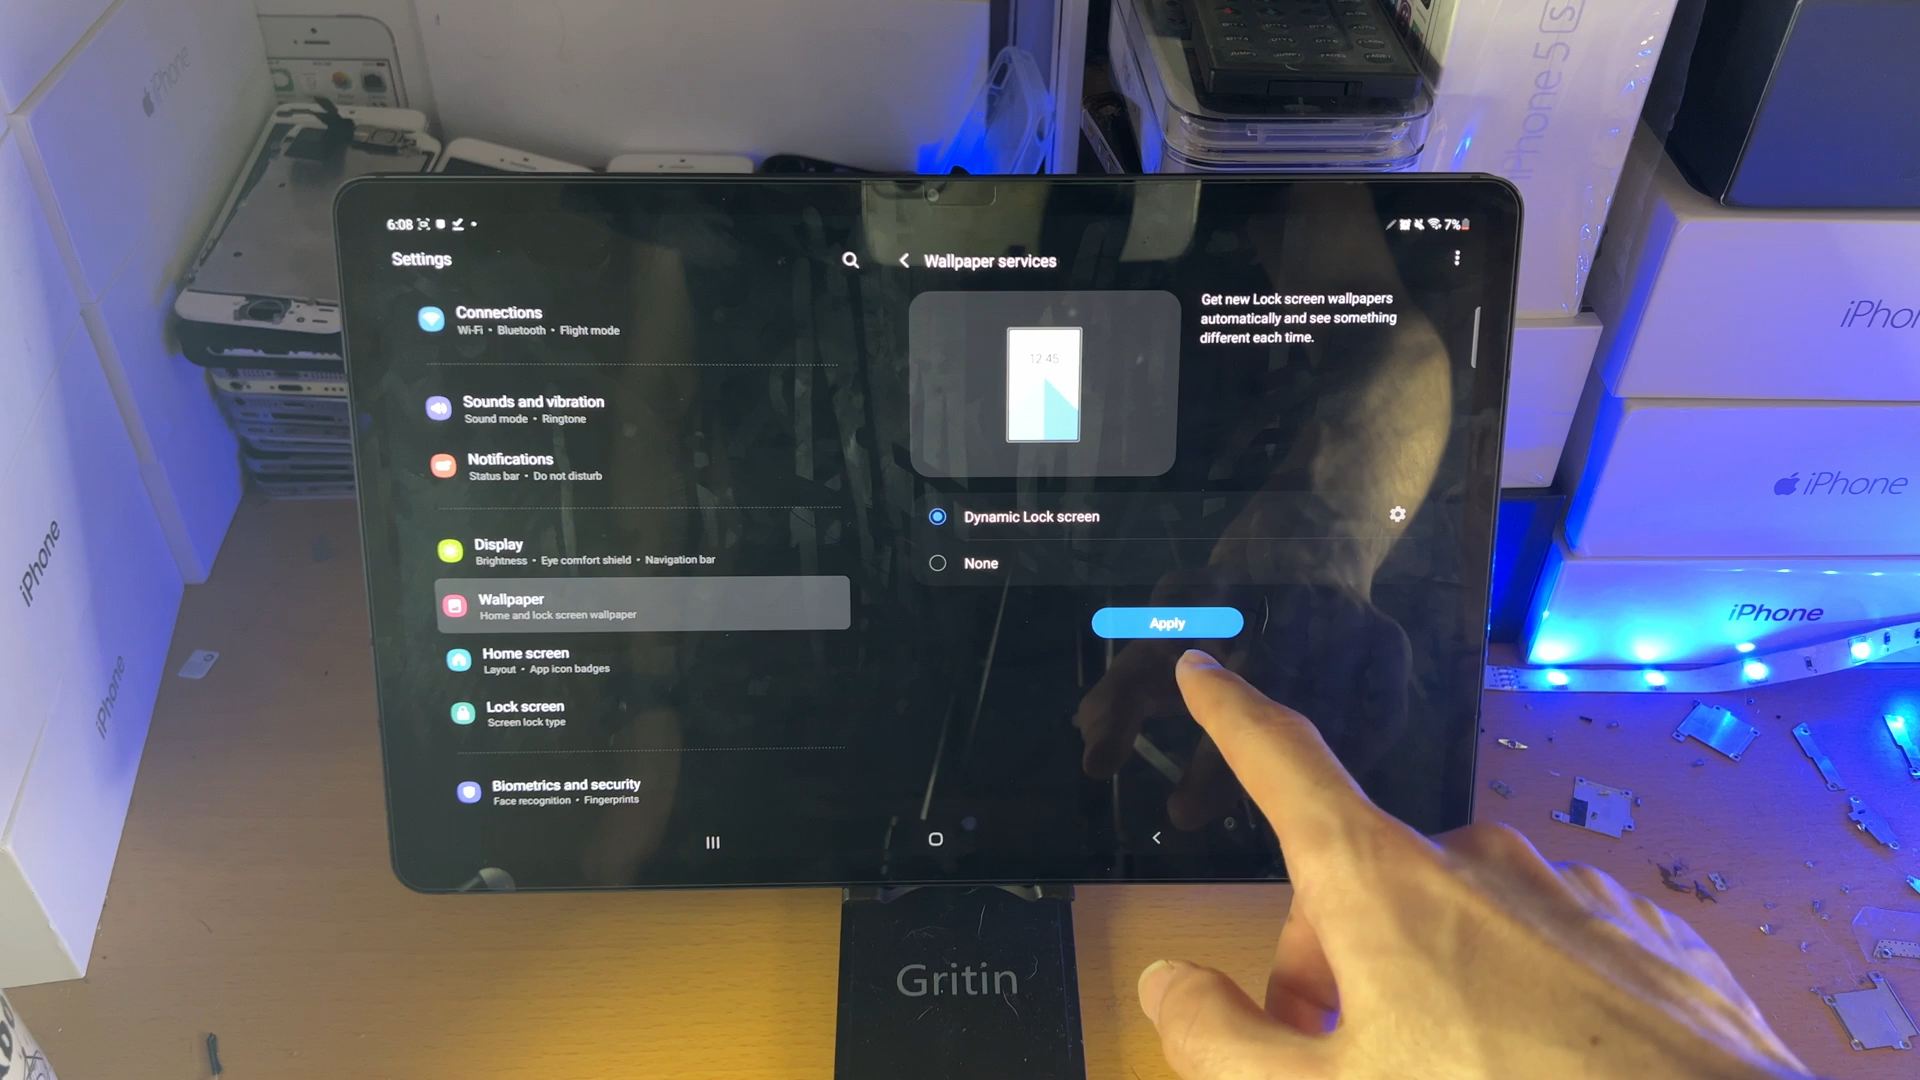 iPhone
iPhone 5S
6:08
7%
Settings
Wallpaper services
Connections
Wi-Fi • Bluetooth • Flight mode
Get new Lock screen wallpapers
automatically and see something
different each time.
12 45
Sounds and vibration
Sound mode • Ringtone
Notifications
Status bar • Do not disturb
Dynamic Lock screen
Display
Brightness • Eye comfort shield • Navigation bar
None
Wallpaper
Home and lock screen wallpaper
Apply
Home screen
Layout • App icon badges
Lock screen
Screen lock type
Biometrics and security
Face recognition • Fingerprints
Gritin
iPhone
iPhone
iPhon
iPhone
iPhone